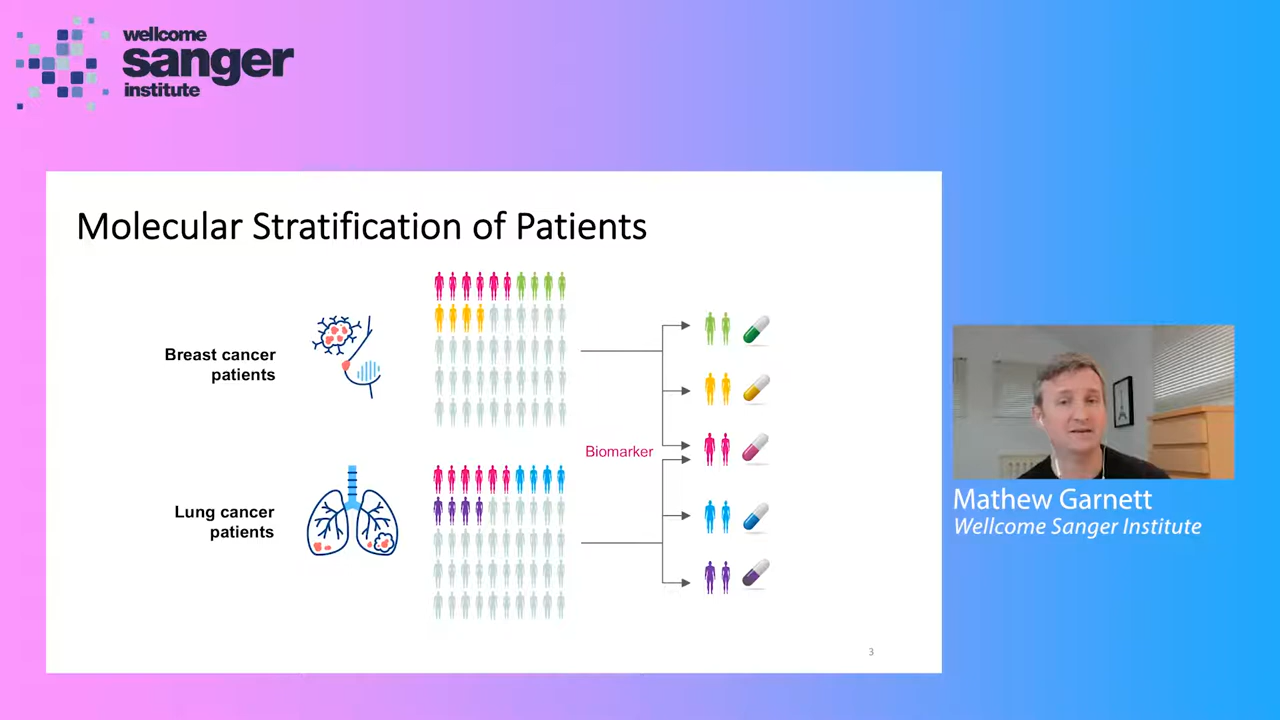 wellcome
sanger
institute
Molecular Stratification of Patients
Breast cancer
patients
Biomarker
Lung cancer
patients
3
Mathew Garnett
Wellcome Sanger Institute